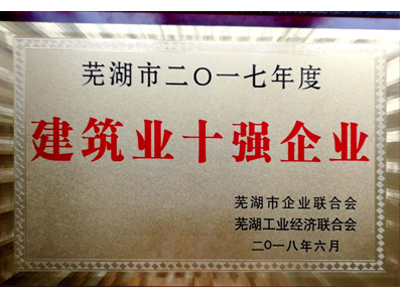 芜湖市二〇一七年度
建筑业十强企业
芜湖市企业联合会
芜湖工业经济联合会
二〇一八年六月